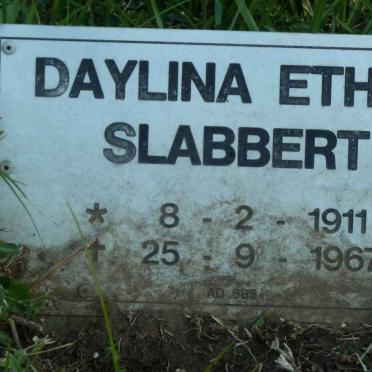 DAYLINA ETH
SLABBERT
* 8 - 2 - 1911
† 25 - 9 - 1967